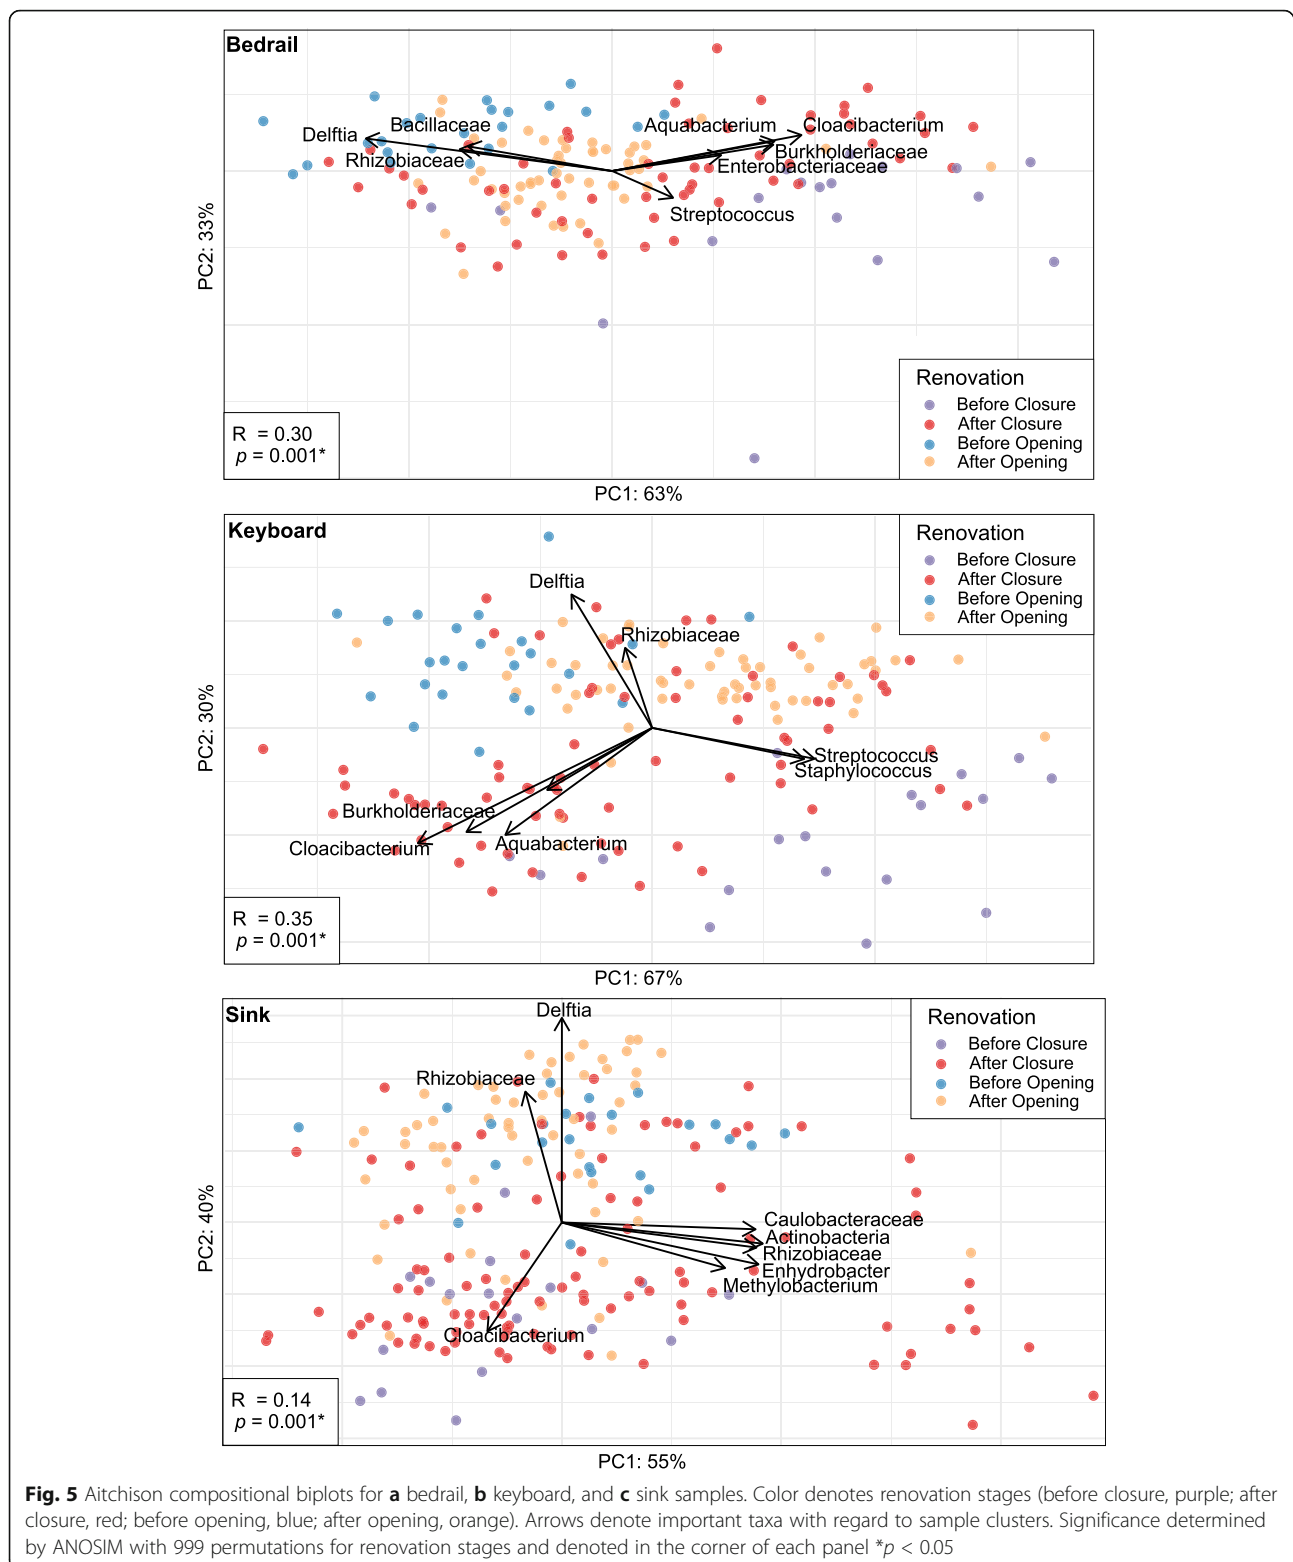 Bedrail
Delftia
Bacillaceae
Rhizobiaceae
Aquabacterium
Cloacibacterium
Burkholderiaceae
Enterobacteriaceae
Streptococcus
PC2: 33%
Renovation
Before Closure
After Closure
Before Opening
After Opening
R = 0.30
p = 0.001*
PC1: 63%
Keyboard
Renovation
Before Closure
After Closure
Before Opening
After Opening
Delftia
Rhizobiaceae
PC2: 30%
Streptococcus
Staphylococcus
Burkholderiaceae
Cloacibacterium
Aquabacterium
R = 0.35
p = 0.001*
PC1: 67%
Sink
Delftia
Renovation
Before Closure
After Closure
Before Opening
After Opening
Rhizobiaceae
PC2: 40%
Caulobacteraceae
Actinobacteria
Rhizobiaceae
Enhydrobacter
Methylobacterium
Cloacibacterium
R = 0.14
p = 0.001*
PC1: 55%
Fig. 5 Aitchison compositional biplots for a bedrail, b keyboard, and c sink samples. Color denotes renovation stages (before closure, purple; after
closure, red; before opening, blue; after opening, orange). Arrows denote important taxa with regard to sample clusters. Significance determined
by ANOSIM with 999 permutations for renovation stages and denoted in the corner of each panel *p < 0.05